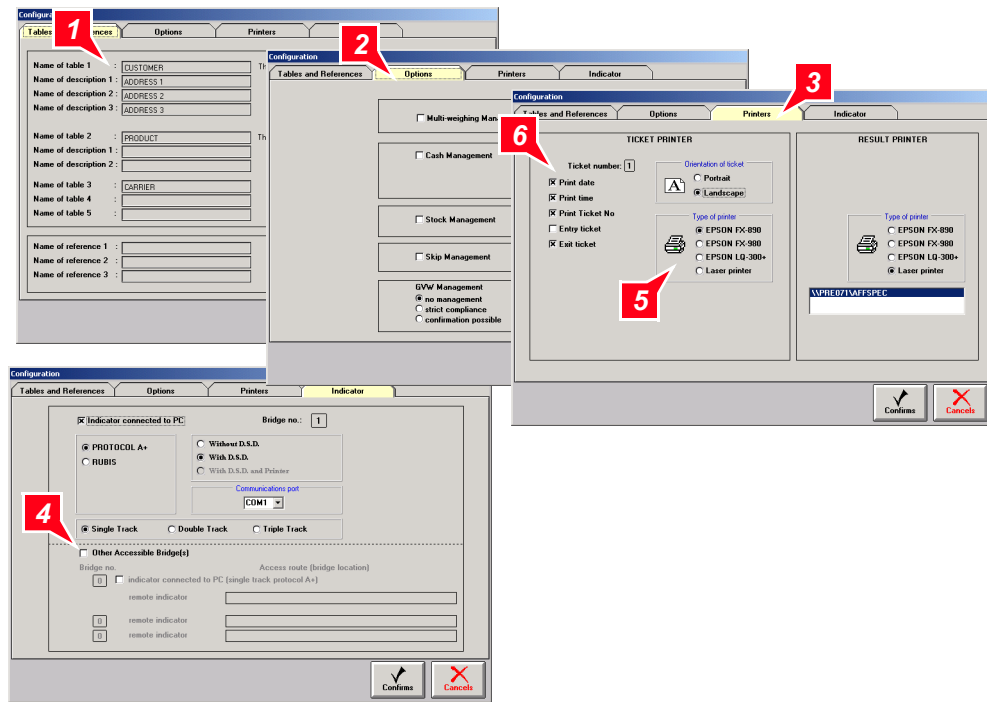 Configuration
Tables and References Options Printers
1
Name of table 1 : CUSTOMER Th
Name of description 1 : ADDRESS 1
Name of description 2 : ADDRESS 2
Name of description 3 : ADDRESS 3
Name of table 2 : PRODUCT Th
Name of description 1 :
Name of description 2 :
Name of table 3 : CARRIER
Name of table 4 :
Name of table 5 :
Name of reference 1 :
Name of reference 2 :
Name of reference 3 :
Configuration
2
Tables and References Options Printers Indicator
Multi-weighing Man
Cash Management
Stock Management
Skip Management
GVW Management
no management
strict compliance
confirmation possible
Configuration
3
Tables and References Options Printers Indicator
6
TICKET PRINTER
Ticket number: 1
Print date
Print time
Print Ticket No
Entry ticket
Exit ticket
Orientation of ticket
A
Portrait
Landscape
Type of printer
EPSON FX-890
EPSON FX-980
EPSON LQ-300+
Laser printer
5
RESULT PRINTER
Type of printer
EPSON FX-890
EPSON FX-980
EPSON LQ-300+
Laser printer
\\PRE071\AFFSPEC
Confirms Cancels
Configuration
Tables and References Options Printers Indicator
Indicator connected to PC Bridge no.: 1
PROTOCOL A+
RUBIS
Without D.S.D.
With D.S.D.
With D.S.D. and Printer
Communications port
COM1
4
Single Track Double Track Triple Track
Other Accessible Bridge(s)
Bridge no. Access route (bridge location)
0 indicator connected to PC (single track protocol A+)
remote indicator
0 remote indicator
0 remote indicator
Confirms Cancels